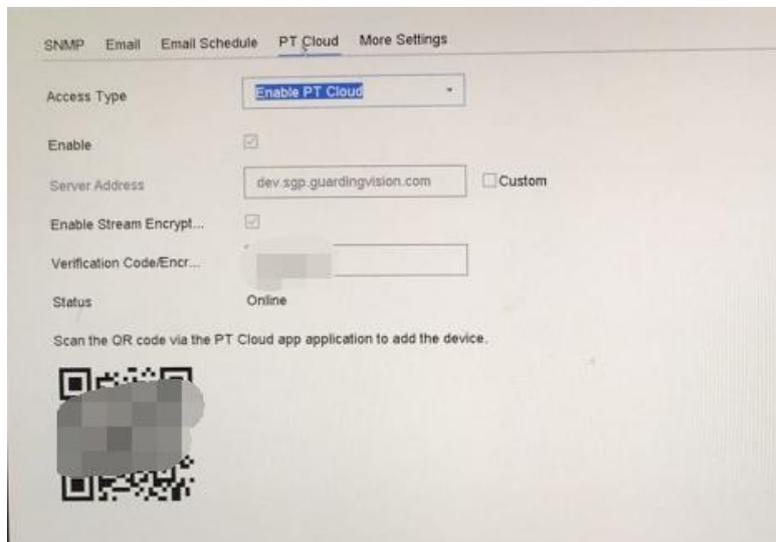 SNMP Email Email Schedule PT Cloud More Settings
Access Type Enable PT Cloud
Enable
Server Address dev.sgp.guardingvision.com Custom
Enable Stream Encrypt...
Verification Code/Encr...
Status Online
Scan the QR code via the PT Cloud app application to add the device.